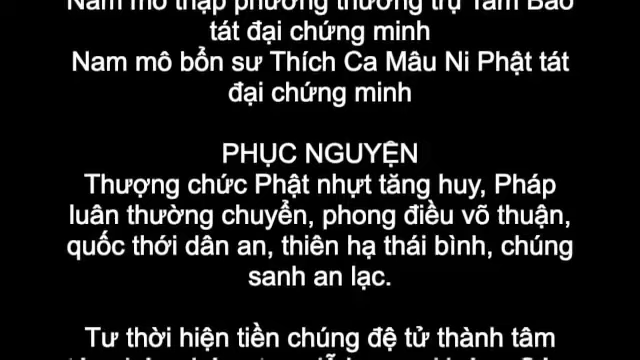 Nam mô thập phương thường trụ Tam Bảo
tát đại chứng minh
Nam mô bổn sư Thích Ca Mâu Ni Phật tát
đại chứng minh
PHỤC NGUYỆN
Thượng chức Phật nhựt tăng huy, Pháp
luân thường chuyển, phong điều võ thuận,
quốc thới dân an, thiên hạ thái bình, chúng
sanh an lạc.
Tư thời hiện tiền chúng đệ tử thành tâm